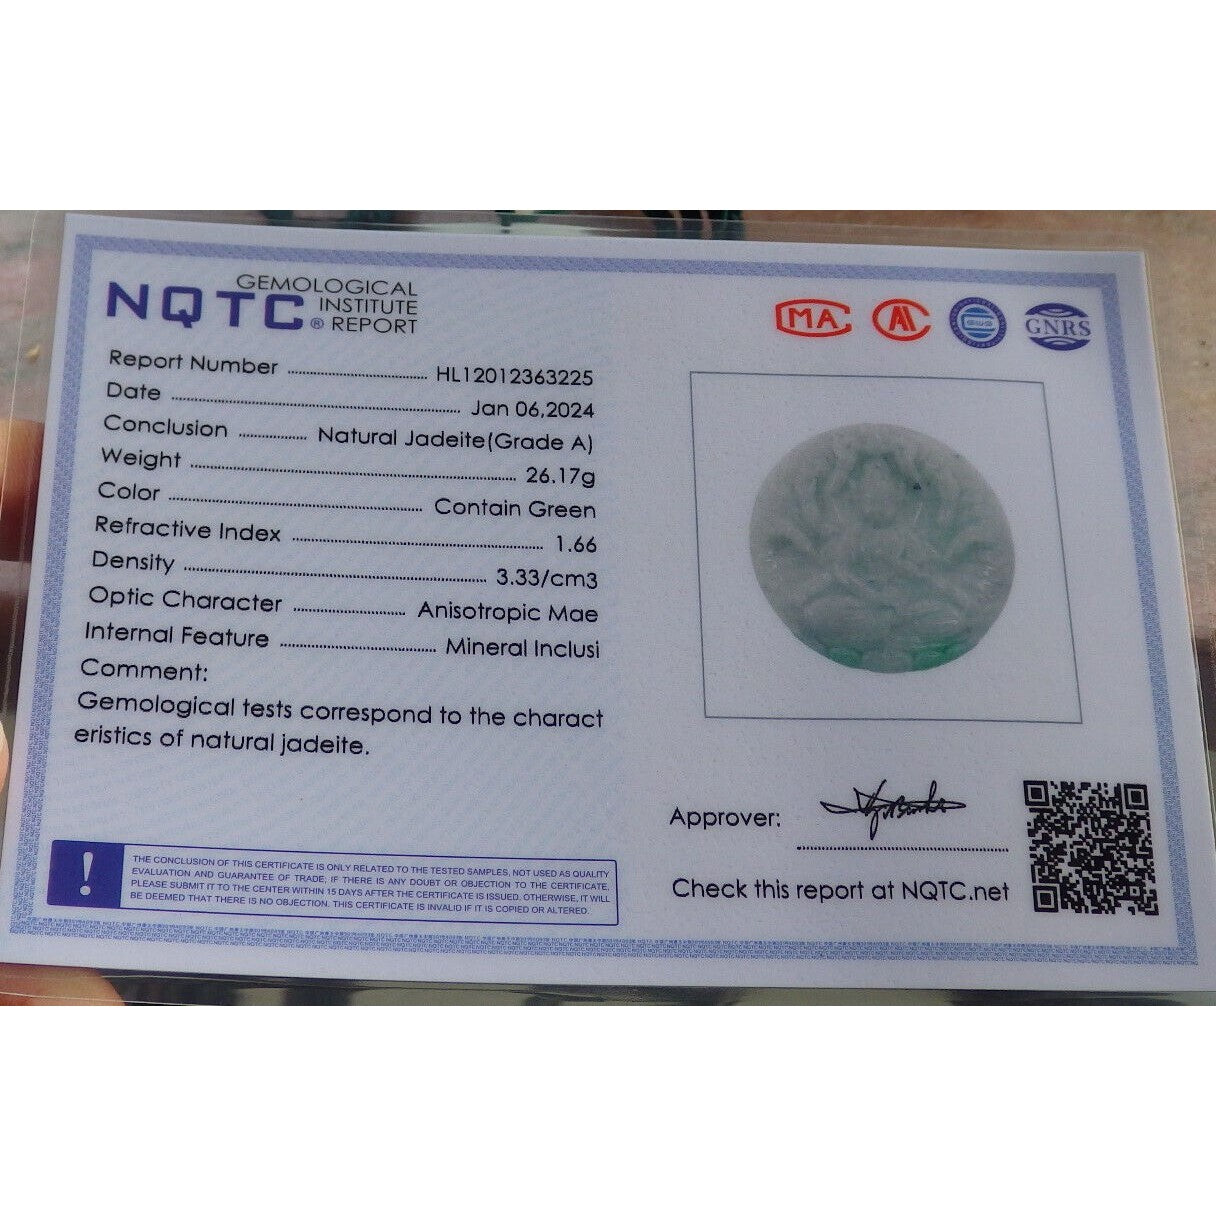 NQTC® GEMOLOGICAL
INSTITUTE
REPORT
MA AL GNRS
Report Number ........ HL12012363225
Date ........ Jan 06,2024
Conclusion ........ Natural Jadeite(Grade A)
Weight ........ 26.17g
Color ........ Contain Green
Refractive Index ........ 1.66
Density ........ 3.33/cm3
Optic Character ........ Anisotropic Mae
Internal Feature ........ Mineral Inclusi
Comment:
Gemological tests correspond to the charact
eristics of natural jadeite.
Approver:
Check this report at NQTC.net
!
THE CONCLUSION OF THIS CERTIFICATE IS ONLY RELATED TO THE TESTED SAMPLES, NOT USED AS QUALITY
EVALUATION AND GUARANTEE OF TRADE; IF THERE IS ANY DOUBT OR OBJECTION TO THE CERTIFICATE,
PLEASE SUBMIT IT TO THE CENTER WITHIN 15 DAYS AFTER THE CERTIFICATE IS ISSUED, OTHERWISE, IT WILL
BE DEEMED THAT THERE IS NO OBJECTION. THIS CERTIFICATE IS INVALID IF IT IS COPIED OR ALTERED.